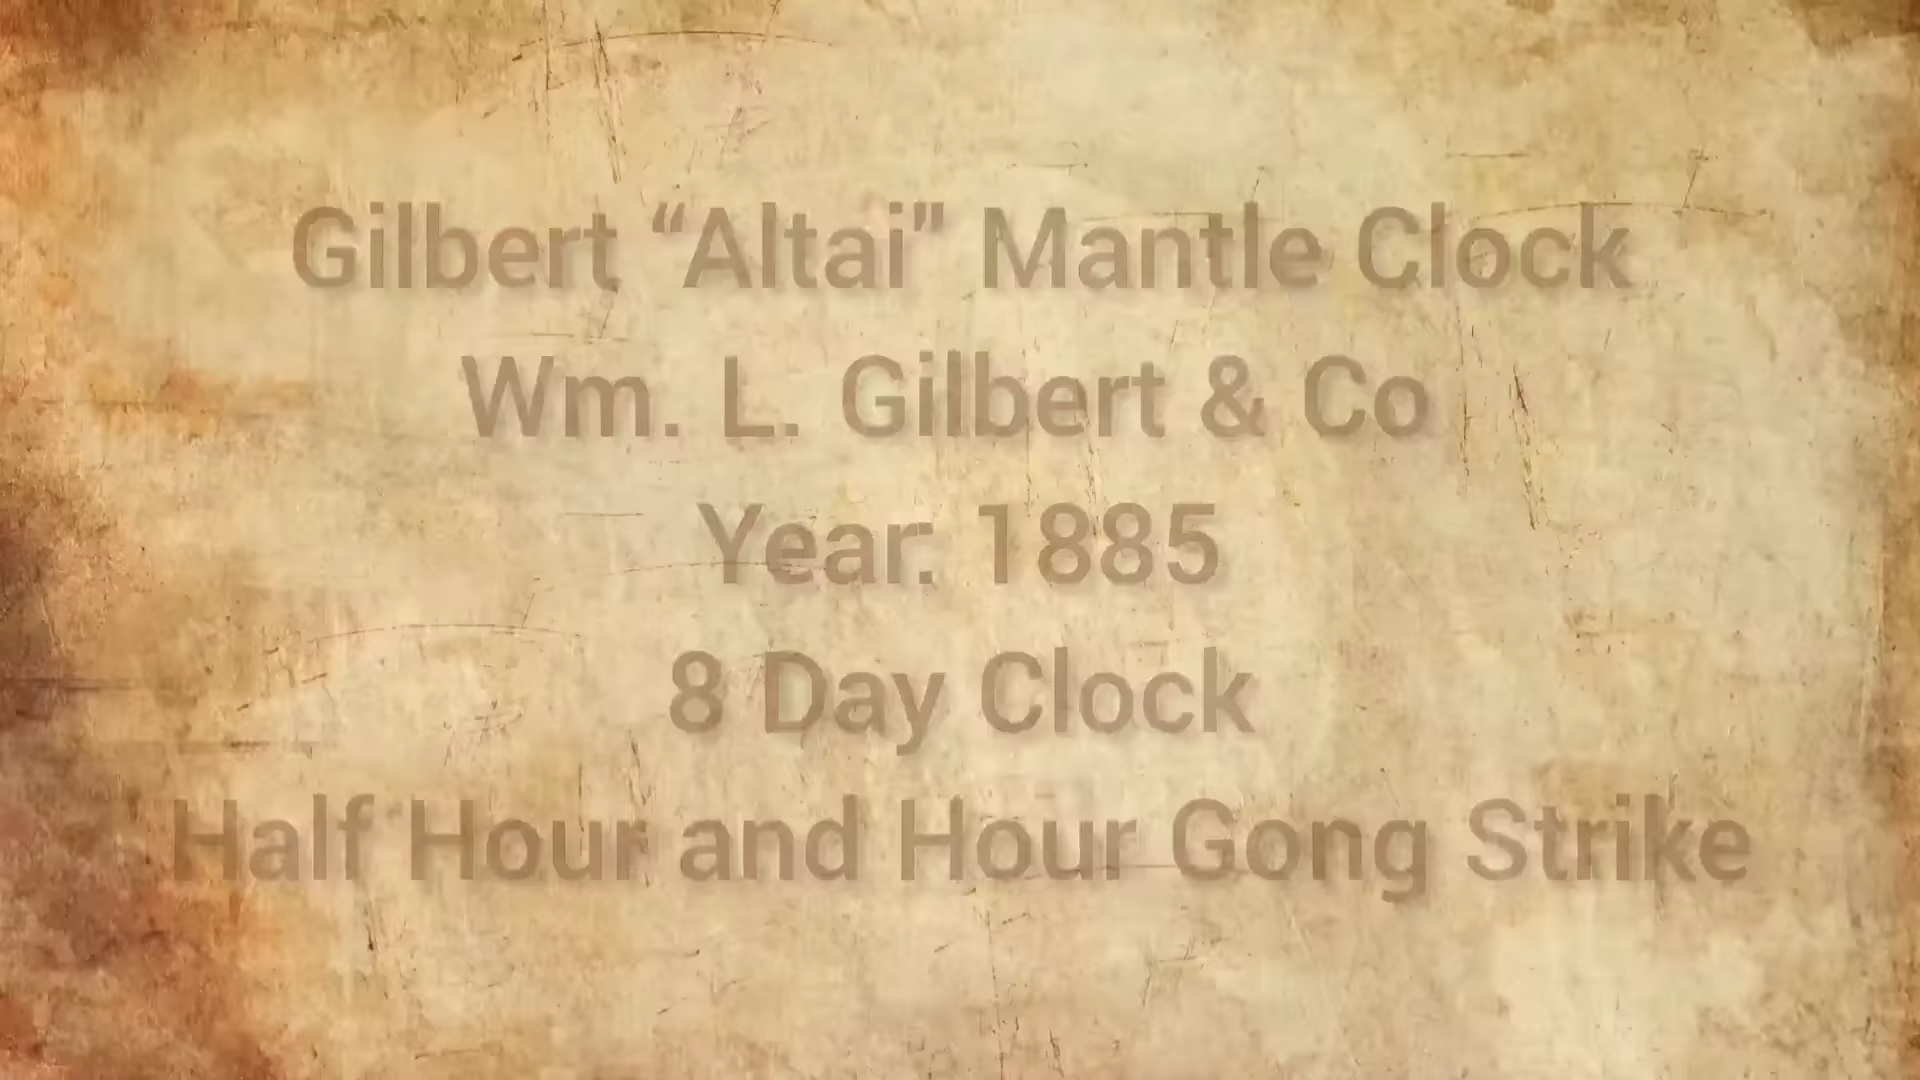 Gilbert “Altai” Mantle Clock
Wm. L. Gilbert & Co
Year: 1885
8 Day Clock
Half Hour and Hour Gong Strike